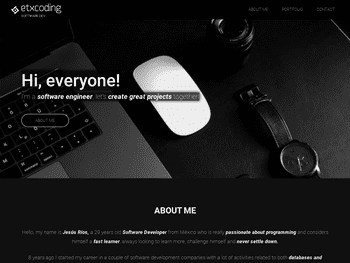 etxcoding
SOFTWARE DEV
ABOUT ME PORTFOLIO CONTACT
Hi, everyone!
I'm a software engineer, let's create great projects together.
ABOUT ME
ABOUT ME
Hello, my name is Jesús Ríos, a 29 years old Software Developer from México who is really passionate about programming and considers
himself a fast learner, always looking to learn more, challenge himself and never settle down.
8 years ago I started my career in a couple of software development companies with a lot of activities related to both databases and